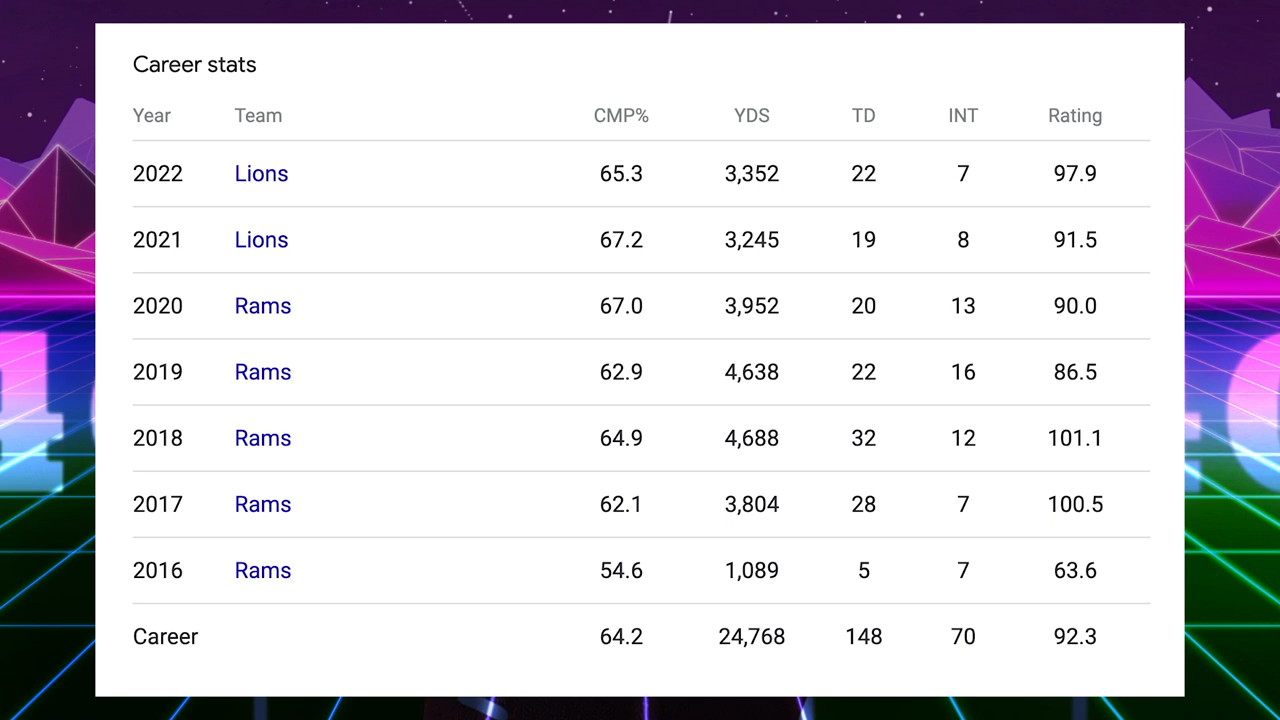 Career stats
Year Team CMP% YDS TD INT Rating
2022 Lions 65.3 3,352 22 7 97.9
2021 Lions 67.2 3,245 19 8 91.5
2020 Rams 67.0 3,952 20 13 90.0
2019 Rams 62.9 4,638 22 16 86.5
2018 Rams 64.9 4,688 32 12 101.1
2017 Rams 62.1 3,804 28 7 100.5
2016 Rams 54.6 1,089 5 7 63.6
Career 64.2 24,768 148 70 92.3